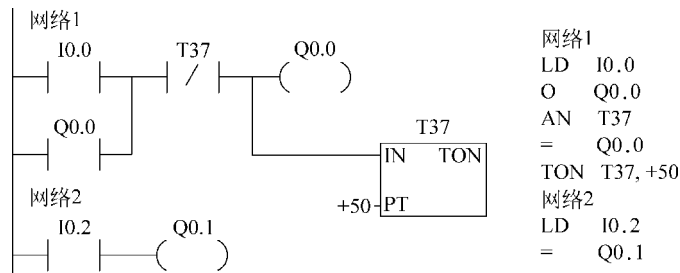 网络1
I0.0
T37
Q0.0
Q0.0
T37
IN TON
+50 PT
网络2
I0.2
Q0.1
网络1
LD I0.0
O Q0.0
AN T37
= Q0.0
TON T37, +50
网络2
LD I0.2
= Q0.1